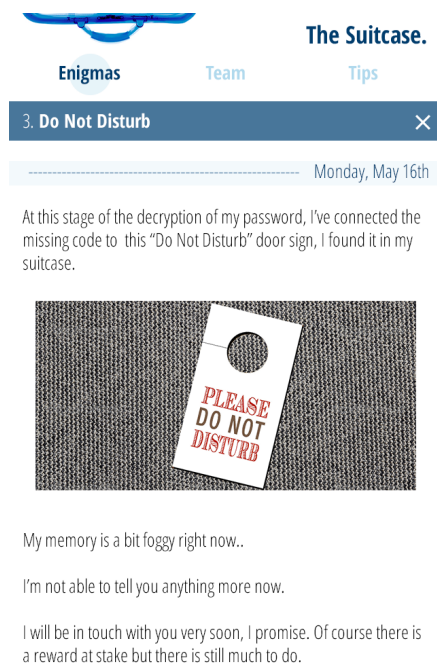 The Suitcase.
Enigmas Team Tips
3. Do Not Disturb ×
-------------------------------------------------------- Monday, May 16th
At this stage of the decryption of my password, I've connected the
missing code to this “Do Not Disturb” door sign, I found it in my
suitcase.
PLEASE
DO NOT
DISTURB
My memory is a bit foggy right now..
I'm not able to tell you anything more now.
I will be in touch with you very soon, I promise. Of course there is
a reward at stake but there is still much to do.